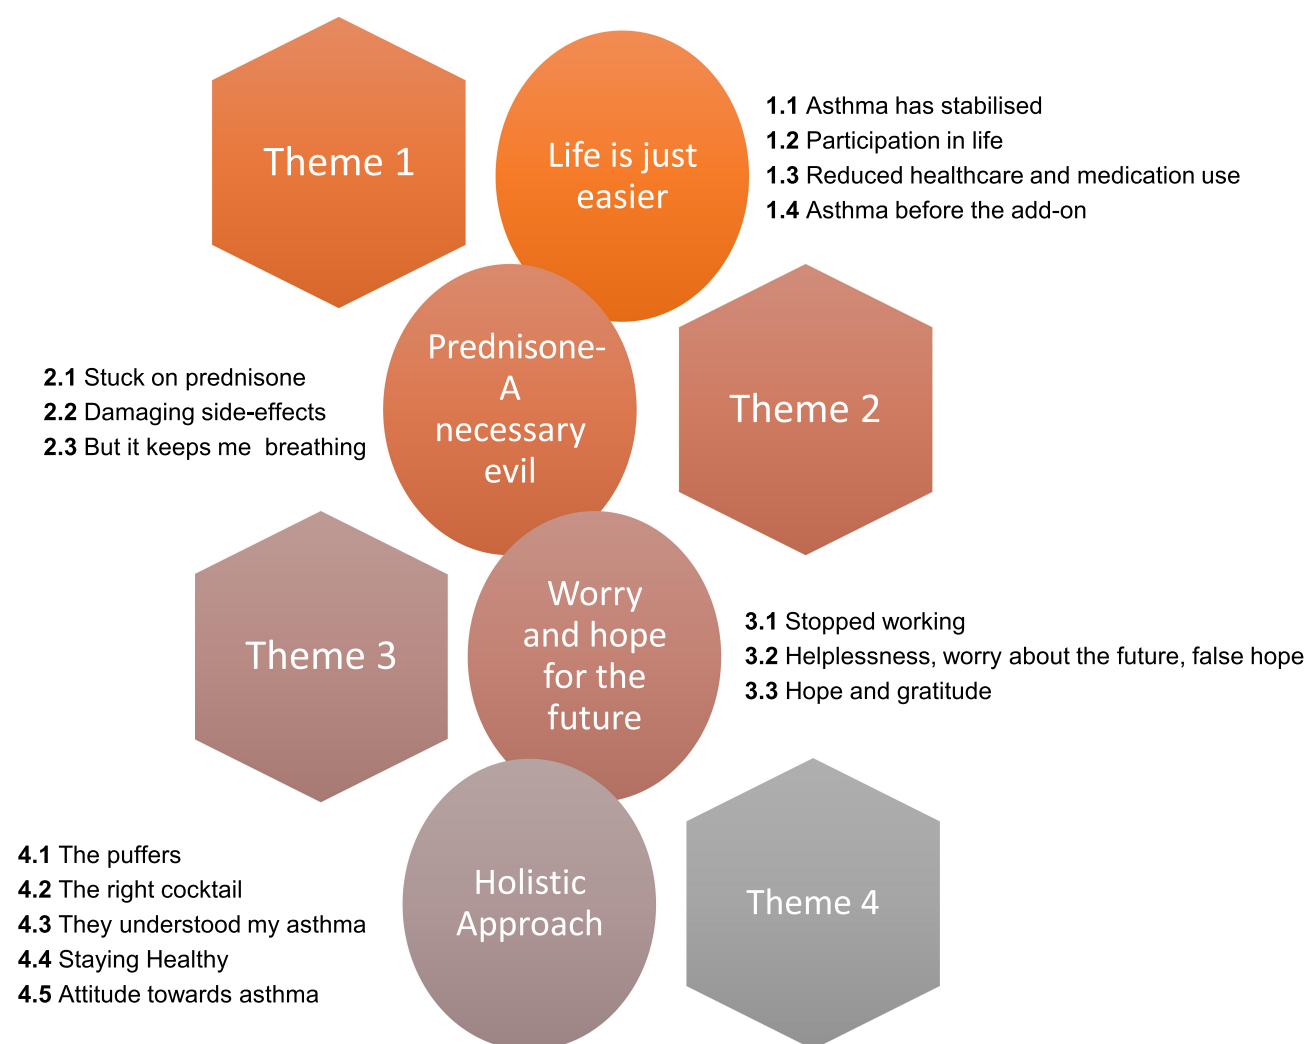 Theme 1
Life is just
easier
1.1 Asthma has stabilised
1.2 Participation in life
1.3 Reduced healthcare and medication use
1.4 Asthma before the add-on
2.1 Stuck on prednisone
2.2 Damaging side-effects
2.3 But it keeps me  breathing
Prednisone-
A
necessary
evil
Theme 2
Theme 3
Worry
and hope
for the
future
3.1 Stopped working
3.2 Helplessness, worry about the future, false hope
3.3 Hope and gratitude
4.1 The puffers
4.2 The right cocktail
4.3 They understood my asthma
4.4 Staying Healthy
4.5 Attitude towards asthma
Holistic
Approach
Theme 4